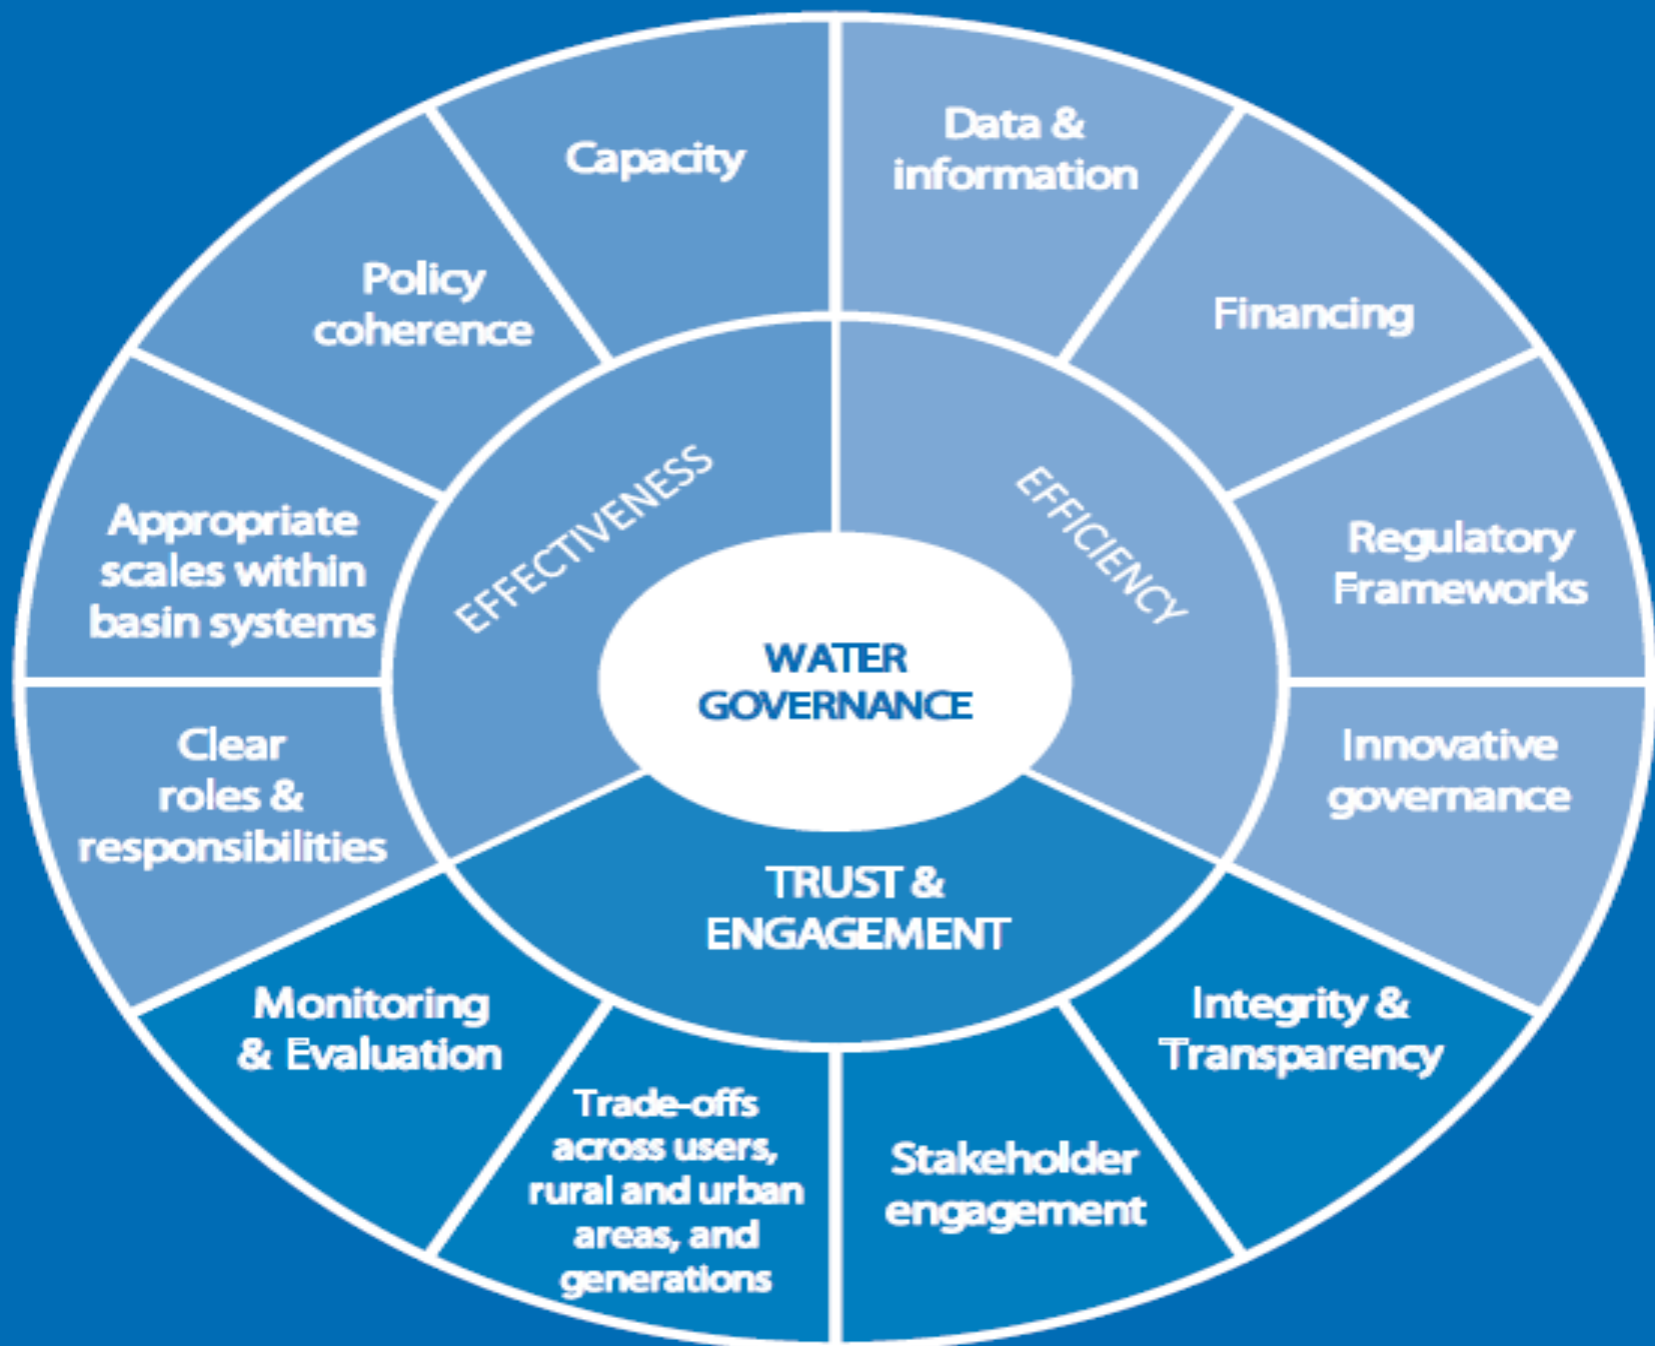 Capacity
Data &
information
Policy
coherence
Financing
Appropriate
scales within
basin systems
EFFECTIVENESS
EFFICIENCY
Regulatory
Frameworks
WATER
GOVERNANCE
Clear
roles &
responsibilities
Innovative
governance
TRUST &
ENGAGEMENT
Monitoring
& Evaluation
Integrity &
Transparency
Trade-offs
across users,
rural and urban
areas, and
generations
Stakeholder
engagement